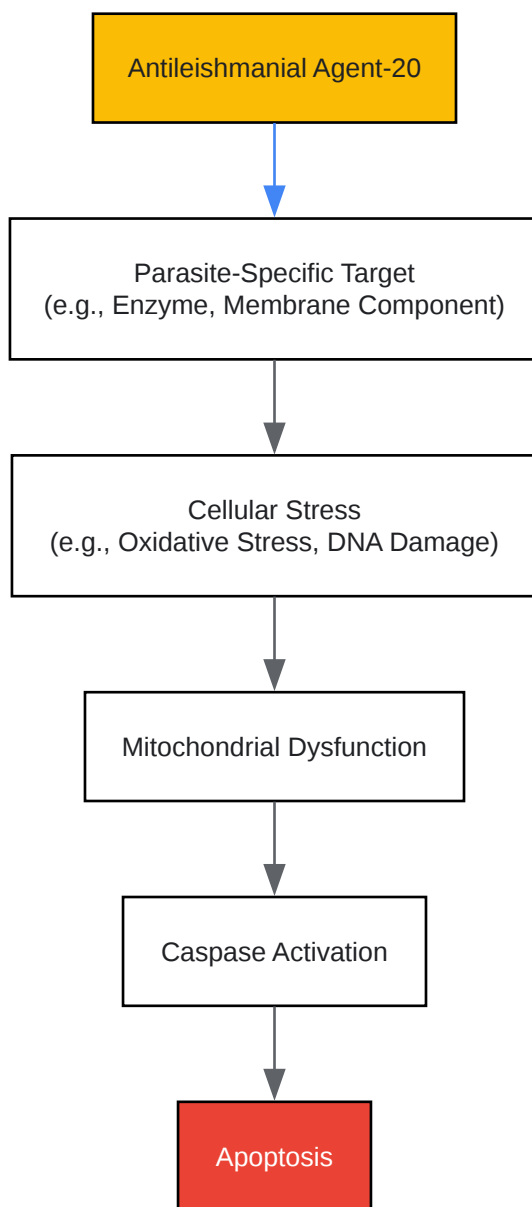 Antileishmanial Agent-20
Parasite-Specific Target
(e.g., Enzyme, Membrane Component)
Cellular Stress
(e.g., Oxidative Stress, DNA Damage)
Mitochondrial Dysfunction
Caspase Activation
Apoptosis